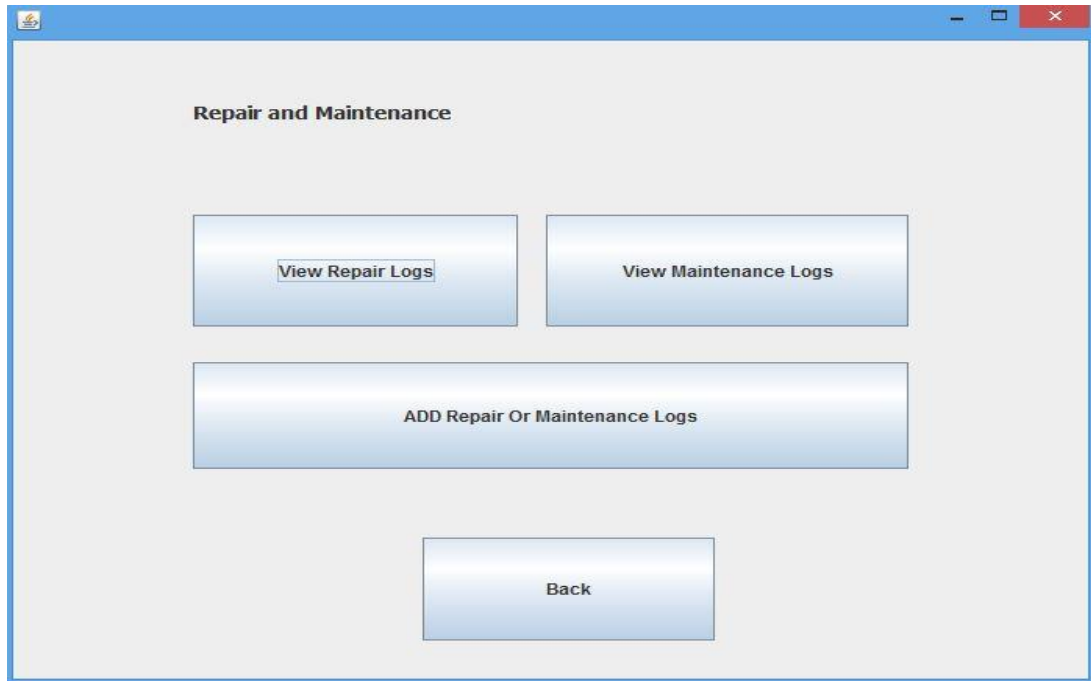 Repair and Maintenance
View Repair Logs
View Maintenance Logs
ADD Repair Or Maintenance Logs
Back